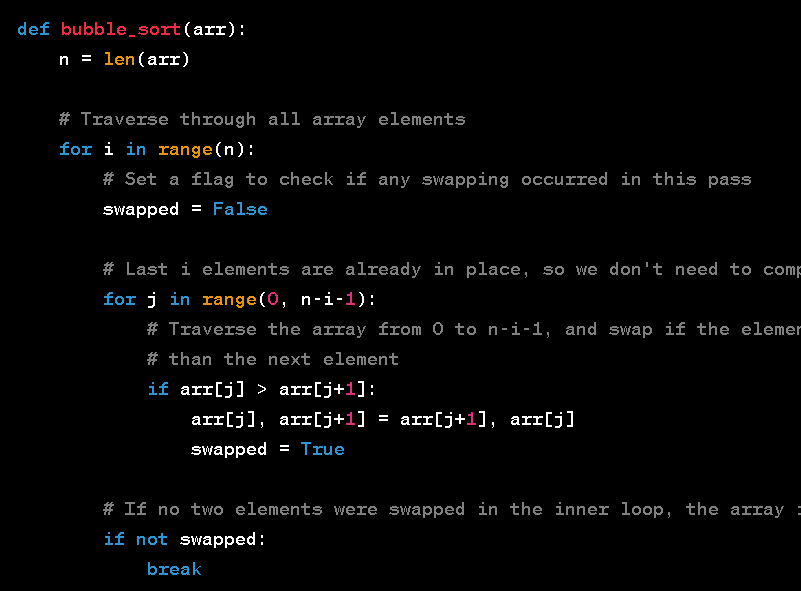 def bubble_sort(arr):
    n = len(arr)

    # Traverse through all array elements
    for i in range(n):
        # Set a flag to check if any swapping occurred in this pass
        swapped = False

        # Last i elements are already in place, so we don't need to comp
        for j in range(0, n-i-1):
            # Traverse the array from 0 to n-i-1, and swap if the elemen
            # than the next element
            if arr[j] > arr[j+1]:
                arr[j], arr[j+1] = arr[j+1], arr[j]
                swapped = True

        # If no two elements were swapped in the inner loop, the array
        if not swapped:
            break